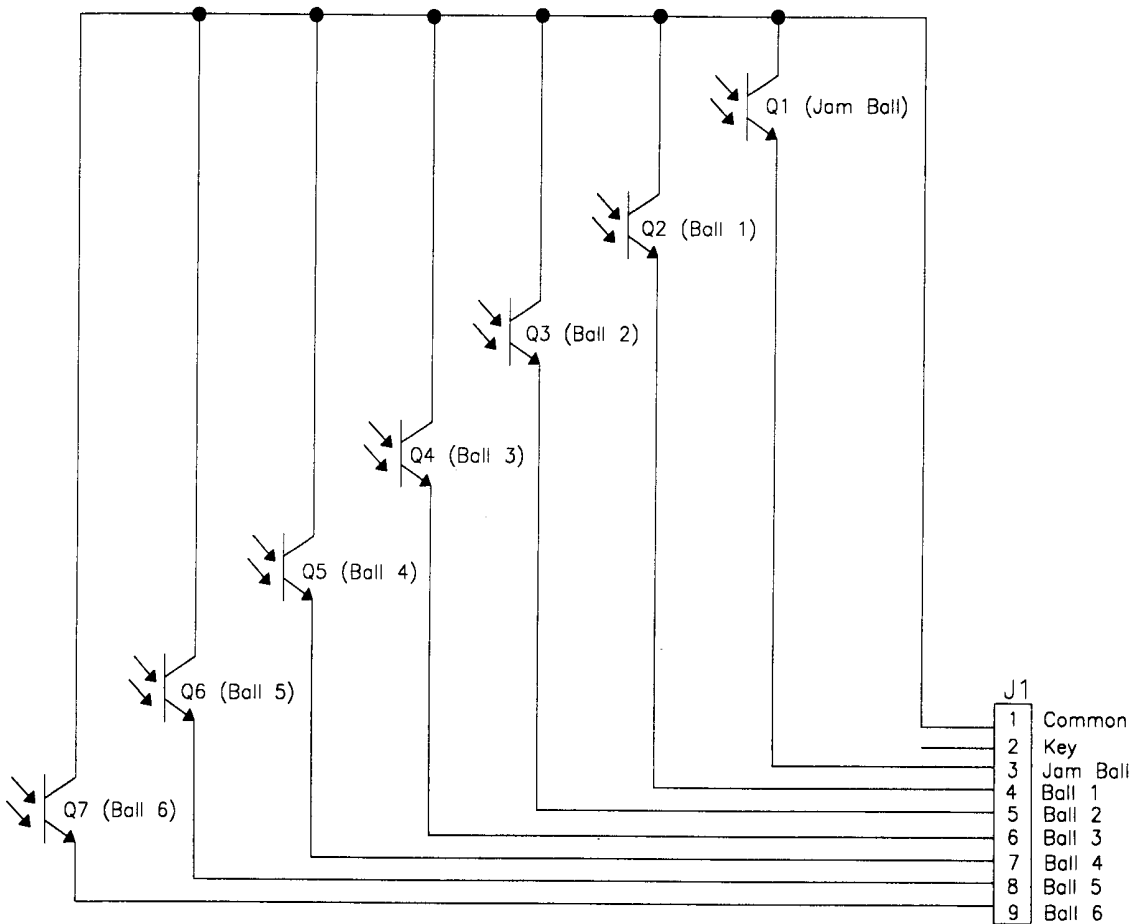 Q1 (Jam Ball)
Q2 (Ball 1)
Q3 (Ball 2)
Q4 (Ball 3)
Q5 (Ball 4)
Q6 (Ball 5)
Q7 (Ball 6)
J1
1 Common
2 Key
3 Jam Ball
4 Ball 1
5 Ball 2
6 Ball 3
7 Ball 4
8 Ball 5
9 Ball 6